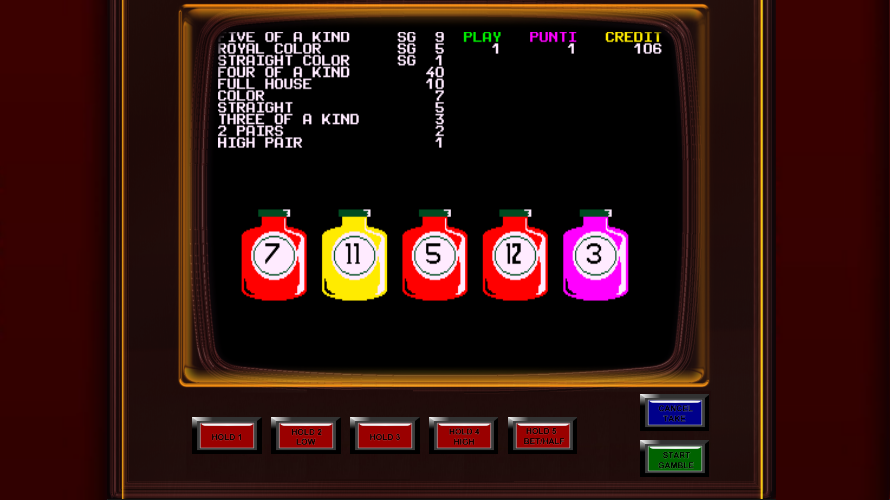 FIVE OF A KIND SG 9 PLAY PUNTI CREDIT
ROYAL COLOR SG 5 1 1 106
STRAIGHT COLOR SG 1
FOUR OF A KIND 40
FULL HOUSE 10
COLOR 7
STRAIGHT 5
THREE OF A KIND 3
2 PAIRS 2
HIGH PAIR 1
7 11 5 12 3
HOLD 1
HOLD 2
LOW
HOLD 3
HOLD 4
HIGH
HOLD 5
BET HALF
CANCEL
TAKE
START
GAMBLE